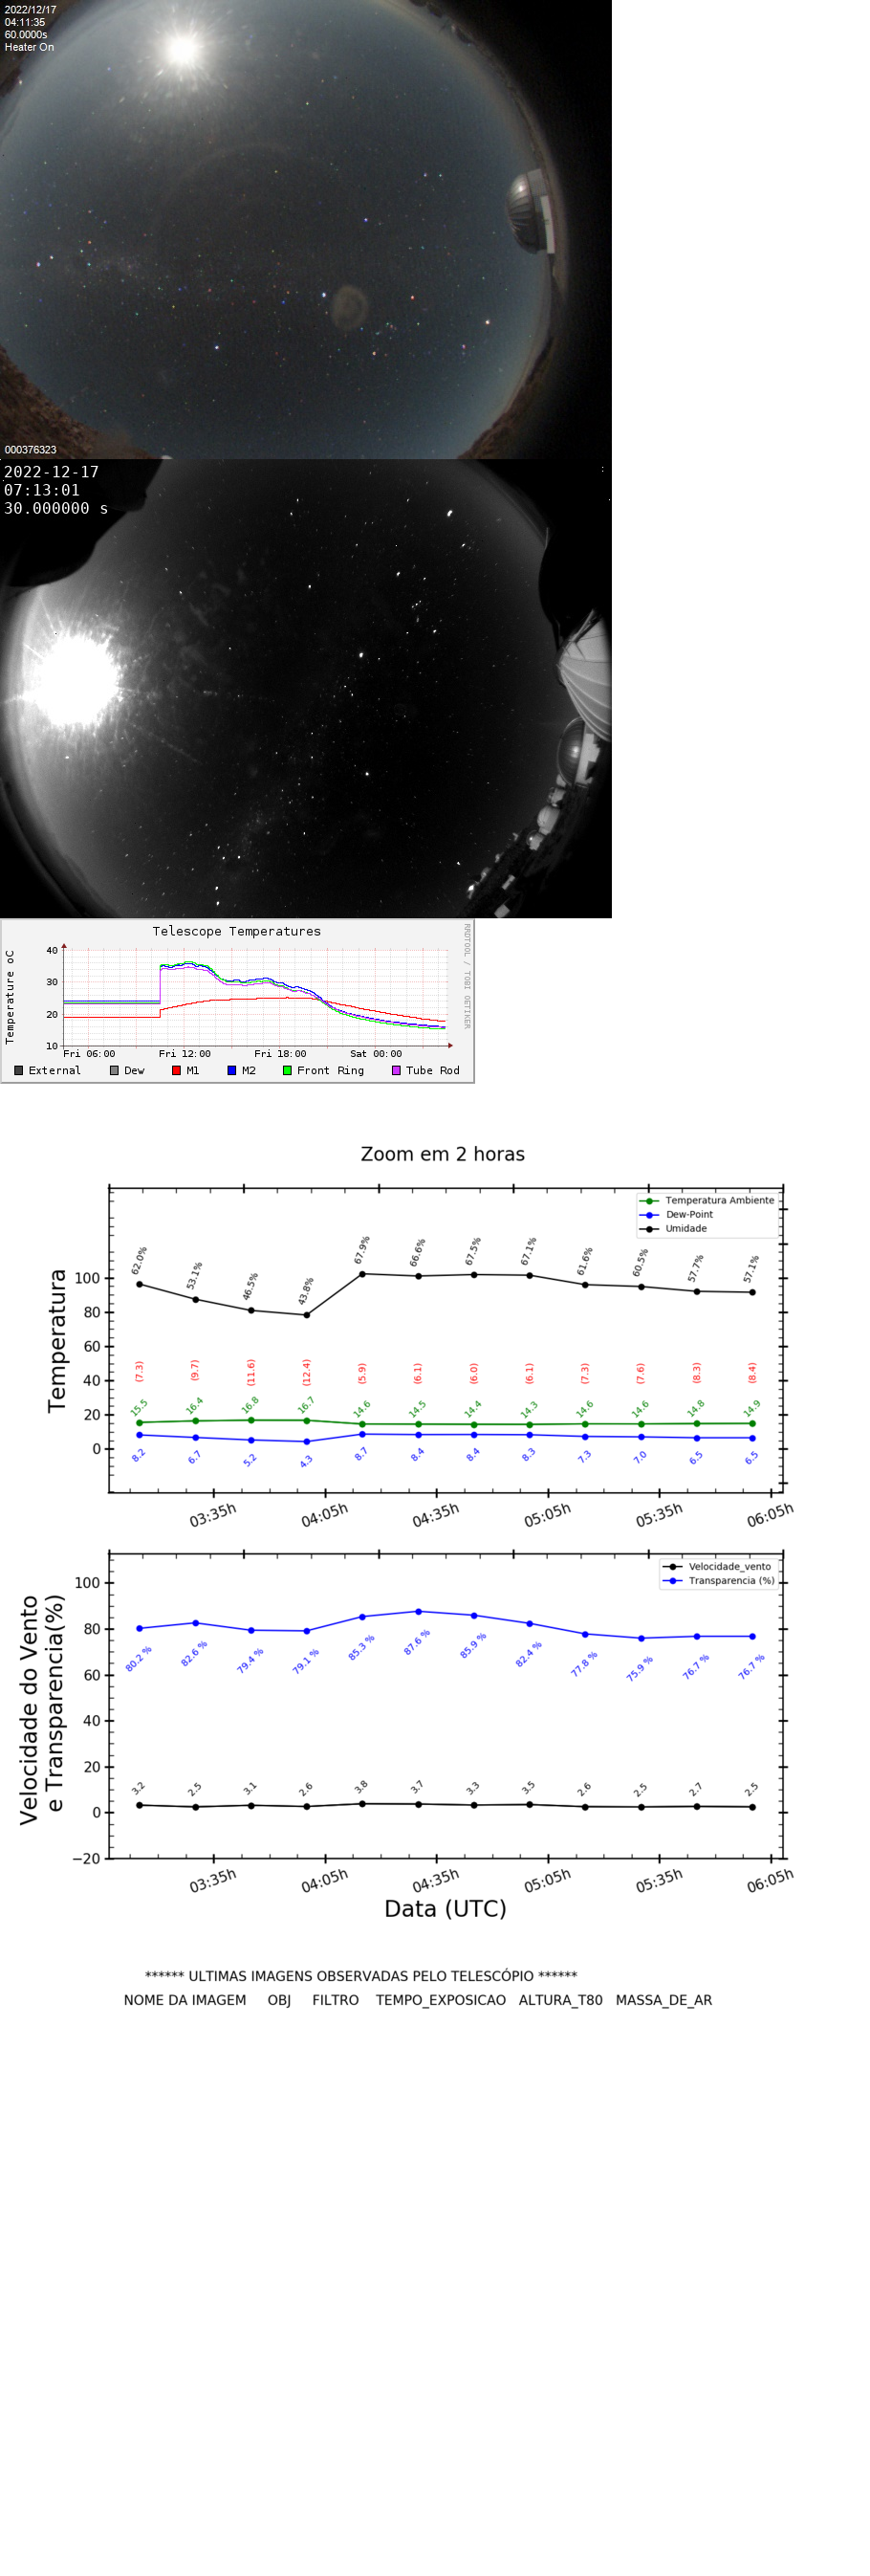 2022/12/17
04:11:35
60.0000s
Heater On
000376323
2022-12-17
07:13:01
30.000000 s
Telescope Temperatures
Temperature oC
40
30
20
10
Fri 06:00 Fri 12:00 Fri 18:00 Sat 00:00
External Dew M1 M2 Front Ring Tube Rod
RRDTOOL / TOBI OETIKER
Zoom em 2 horas
Temperatura
Temperatura Ambiente
Dew-Point
Umidade
100
80
60
40
20
0
62.0% 53.1% 46.5% 43.8% 67.9% 66.6% 67.5% 67.1% 61.6% 60.5% 57.7% 57.1%
(7.3) (9.7) (11.6) (12.4) (5.9) (6.1) (6.0) (6.1) (7.3) (7.6) (8.3) (8.4)
15.5 16.4 16.8 16.7 14.6 14.5 14.4 14.3 14.6 14.6 14.8 14.9
8.2 6.7 5.2 4.3 8.7 8.4 8.4 8.3 7.3 7.0 6.5 6.5
03:35h 04:05h 04:35h 05:05h 05:35h 06:05h
Velocidade do Vento
e Transparencia(%)
Velocidade_vento
Transparencia (%)
100
80
60
40
20
0
−20
80.2 % 82.6 % 79.4 % 79.1 % 85.3 % 87.6 % 85.9 % 82.4 % 77.8 % 75.9 % 76.7 % 76.7 %
3.2 2.5 3.1 2.6 3.8 3.7 3.3 3.5 2.6 2.5 2.7 2.5
03:35h 04:05h 04:35h 05:05h 05:35h 06:05h
Data (UTC)
****** ULTIMAS IMAGENS OBSERVADAS PELO TELESCÓPIO ******
NOME DA IMAGEM OBJ FILTRO TEMPO_EXPOSICAO ALTURA_T80 MASSA_DE_AR